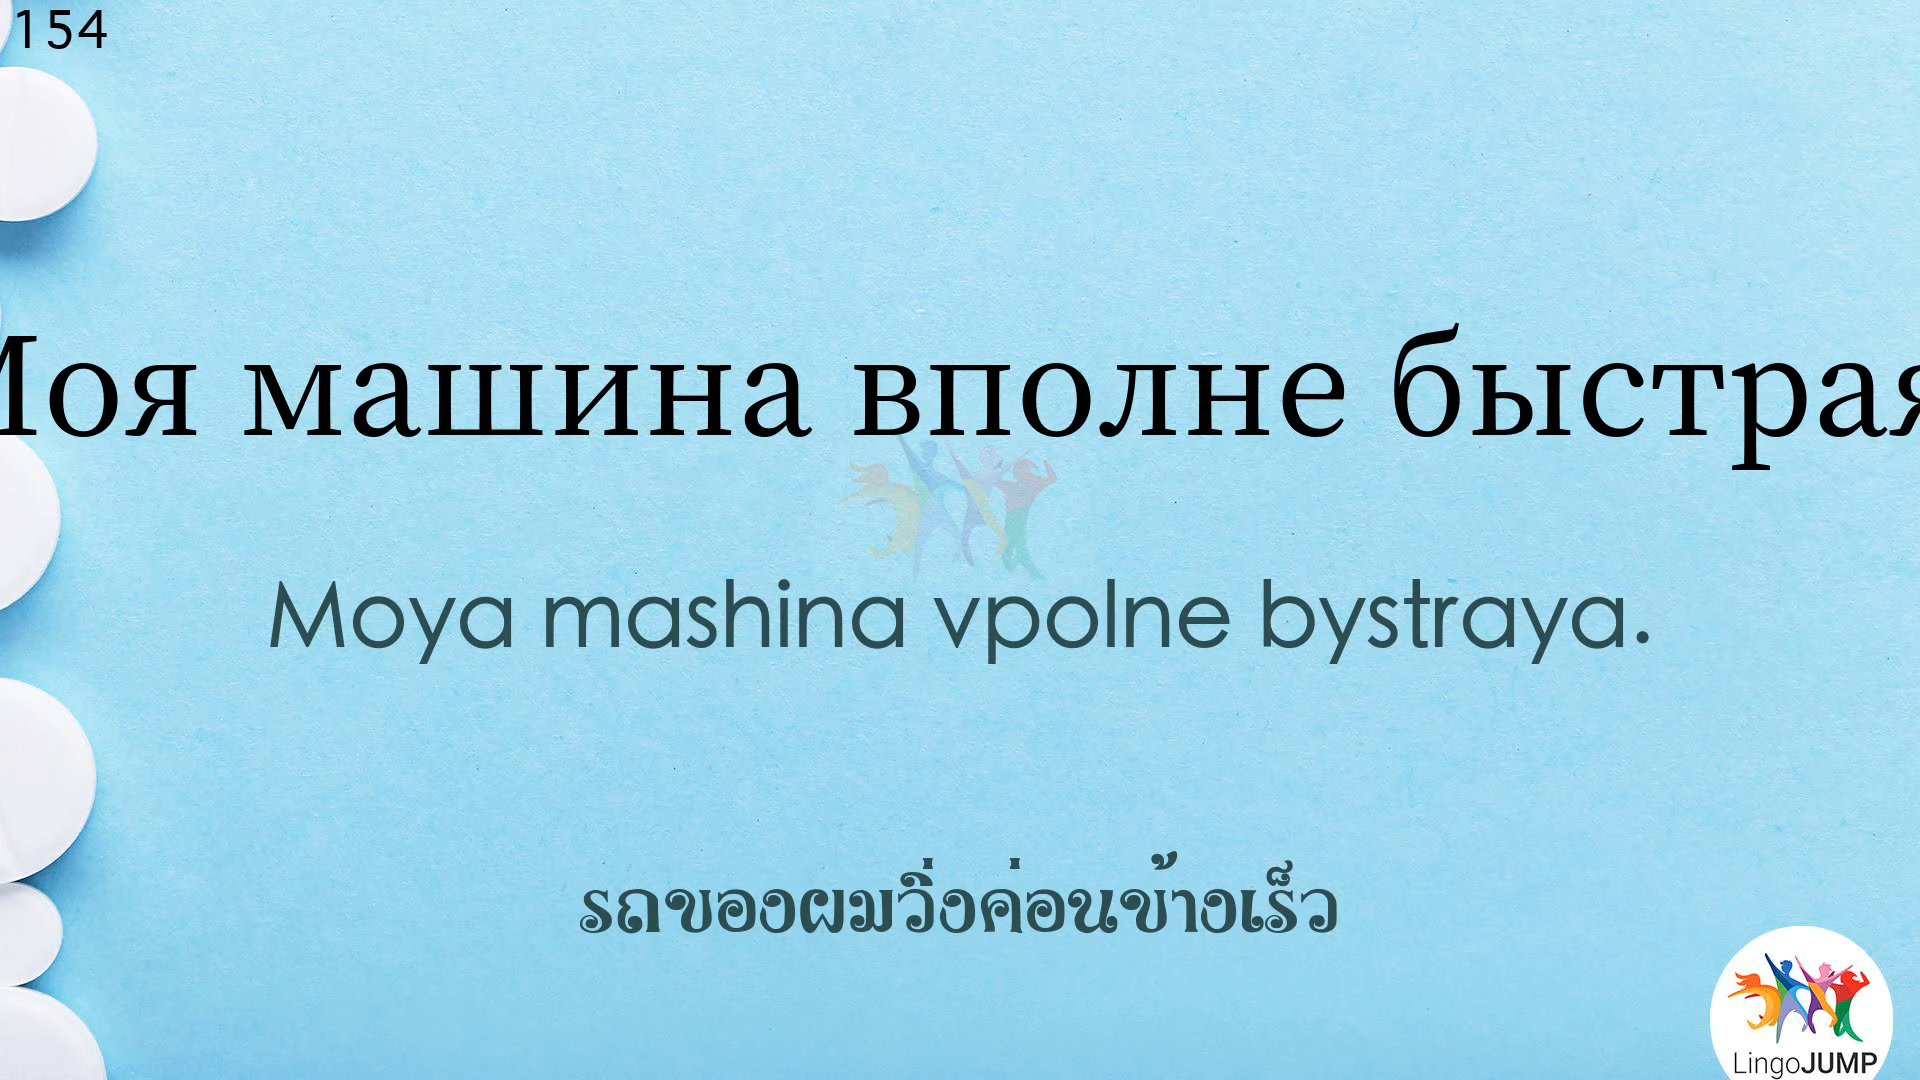 154
Моя машина вполне быстрая
Moya mashina vpolne bystraya.
รถของผมวิ่งค่อนข้างเร็ว
LingoJUMP